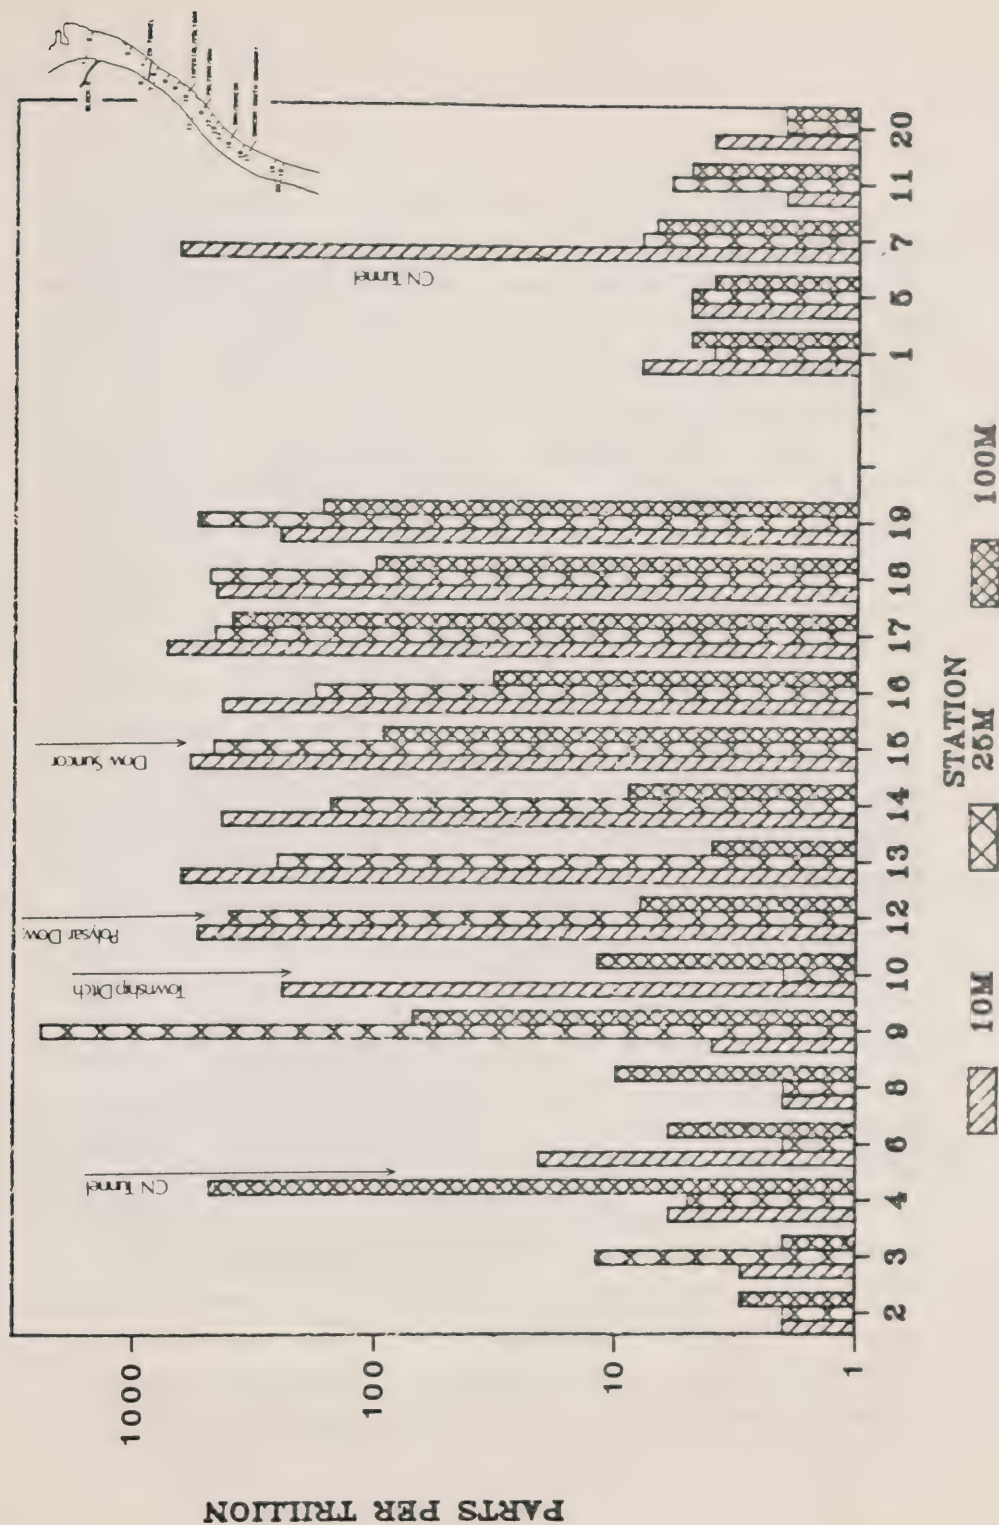 PARTS PER TRILLION
1000
100
10
1
CN Tunnel
Township Ditch
Polysar Dow
Dow Suncor
CN Tunnel
2 3 4 6 8 9 10 12 13 14 15 16 17 18 19 1 5 7 11 20
STATION
10M 25M 100M